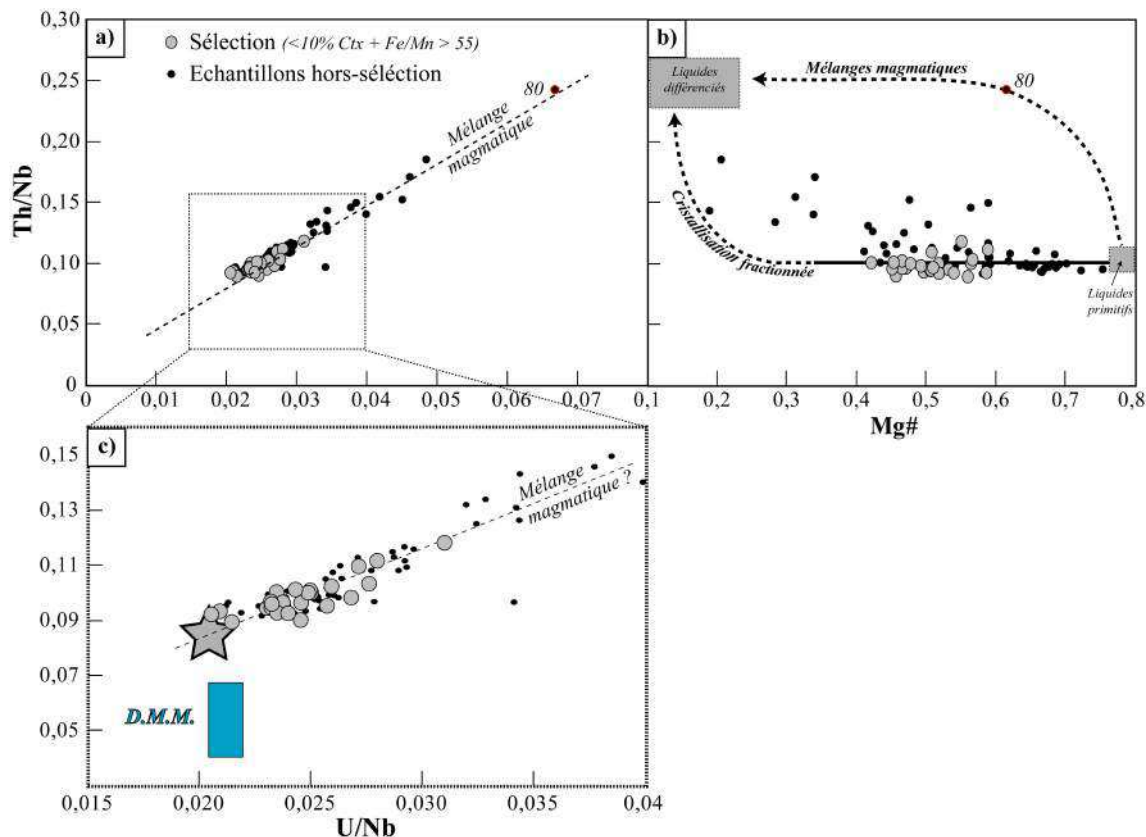 a)
Sélection (<10% Ctx + Fe/Mn > 55)
Echantillons hors-séléction
80
Mélange
magmatique
0,30
0,25
0,20
0,15
0,10
0,05
0
Th/Nb
0
0,01
0,02
0,03
0,04
0,05
0,06
0,07
b)
Liquides
différenciés
Mélanges magmatiques
80
Cristallisation fractionnée
Liquides
primitifs
0,1
0,2
0,3
0,4
0,5
0,6
0,7
0,8
Mg#
c)
Mélange
magmatique ?
D.M.M.
0,15
0,13
0,11
0,09
0,07
0,05
0,015
0,020
0,025
0,030
0,035
0,04
U/Nb